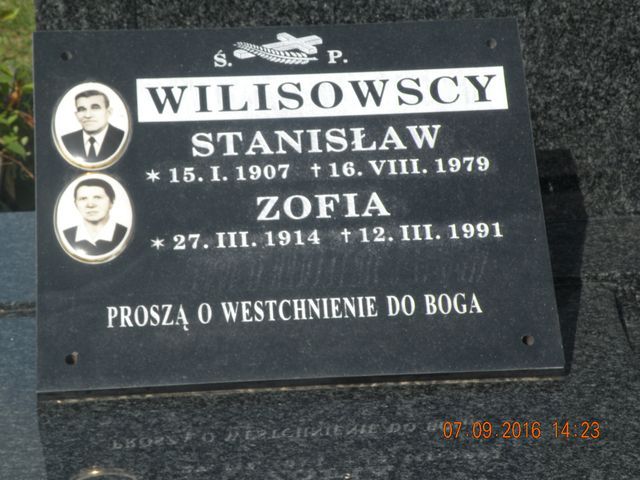 Ś. P.
WILISOWSCY
STANISŁAW
* 15. I. 1907 † 16. VIII. 1979
ZOFIA
* 27. III. 1914 † 12. III. 1991
PROSZĄ O WESTCHNIENIE DO BOGA
07.09.2016 14:23